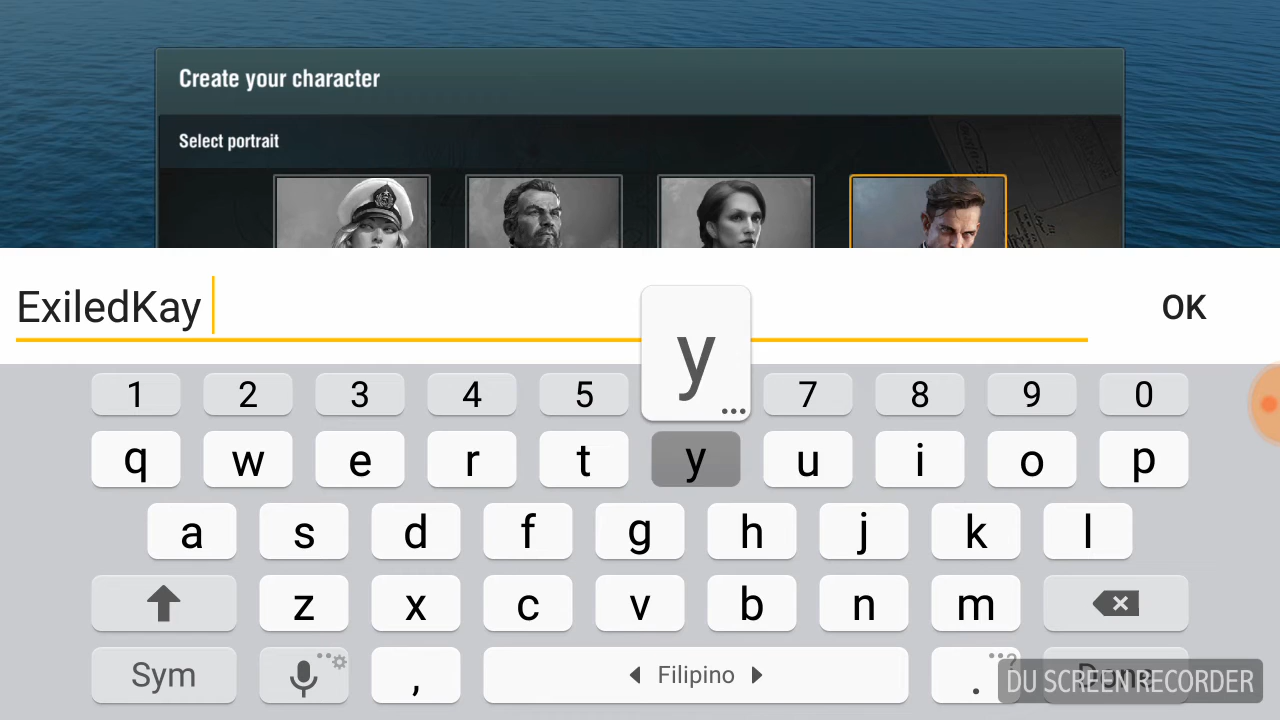 Create your character
Select portrait
ExiledKay
OK
y
1 2 3 4 5 7 8 9 0
q w e r t y u i o p
a s d f g h j k l
z x c v b n m
Sym , Filipino . Done
DU SCREEN RECORDER